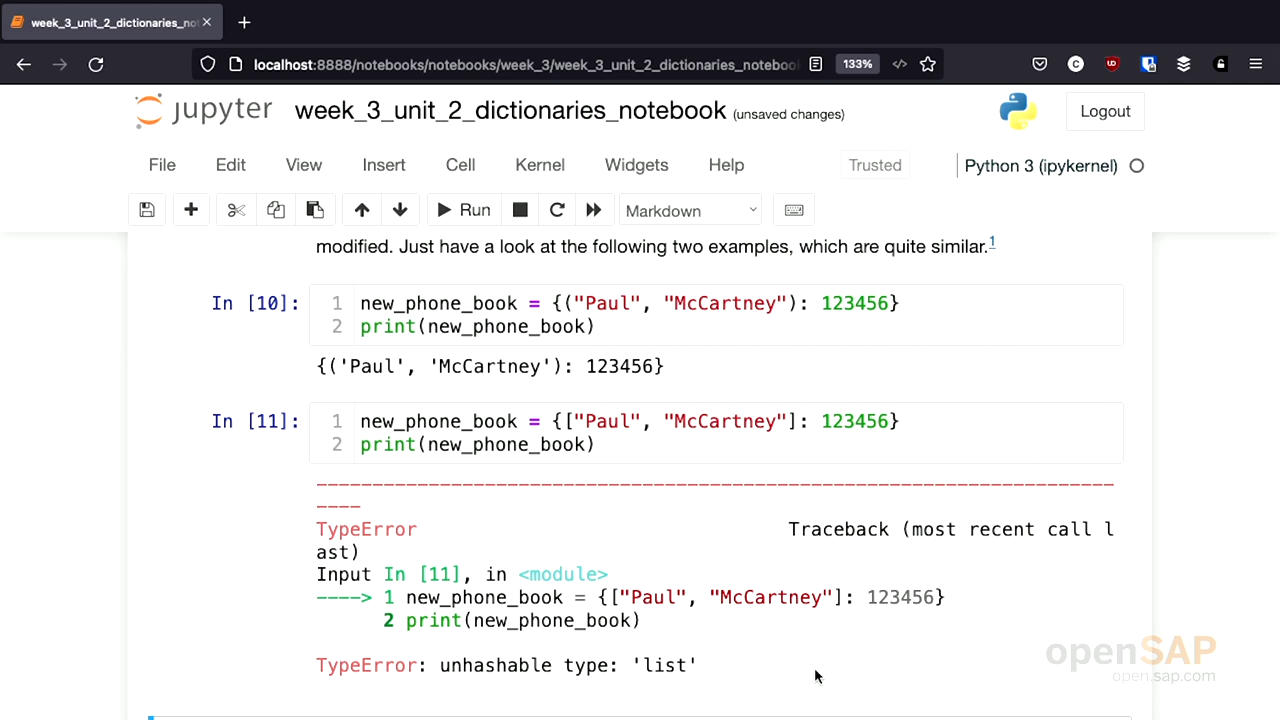 week_3_unit_2_dictionaries_not
localhost:8888/notebooks/notebooks/week_3/week_3_unit_2_dictionaries_noteboo
133%
jupyter week_3_unit_2_dictionaries_notebook (unsaved changes)
Logout
File Edit View Insert Cell Kernel Widgets Help Trusted Python 3 (ipykernel)
Run Markdown
modified. Just have a look at the following two examples, which are quite similar.1
In [10]: 1 new_phone_book = {("Paul", "McCartney"): 123456}
2 print(new_phone_book)
{('Paul', 'McCartney'): 123456}
In [11]: 1 new_phone_book = {["Paul", "McCartney"]: 123456}
2 print(new_phone_book)
---------------------------------------------------------------------------
TypeError Traceback (most recent call l
ast)
Input In [11], in <module>
----> 1 new_phone_book = {["Paul", "McCartney"]: 123456}
2 print(new_phone_book)
TypeError: unhashable type: 'list'
openSAP
open.sap.com